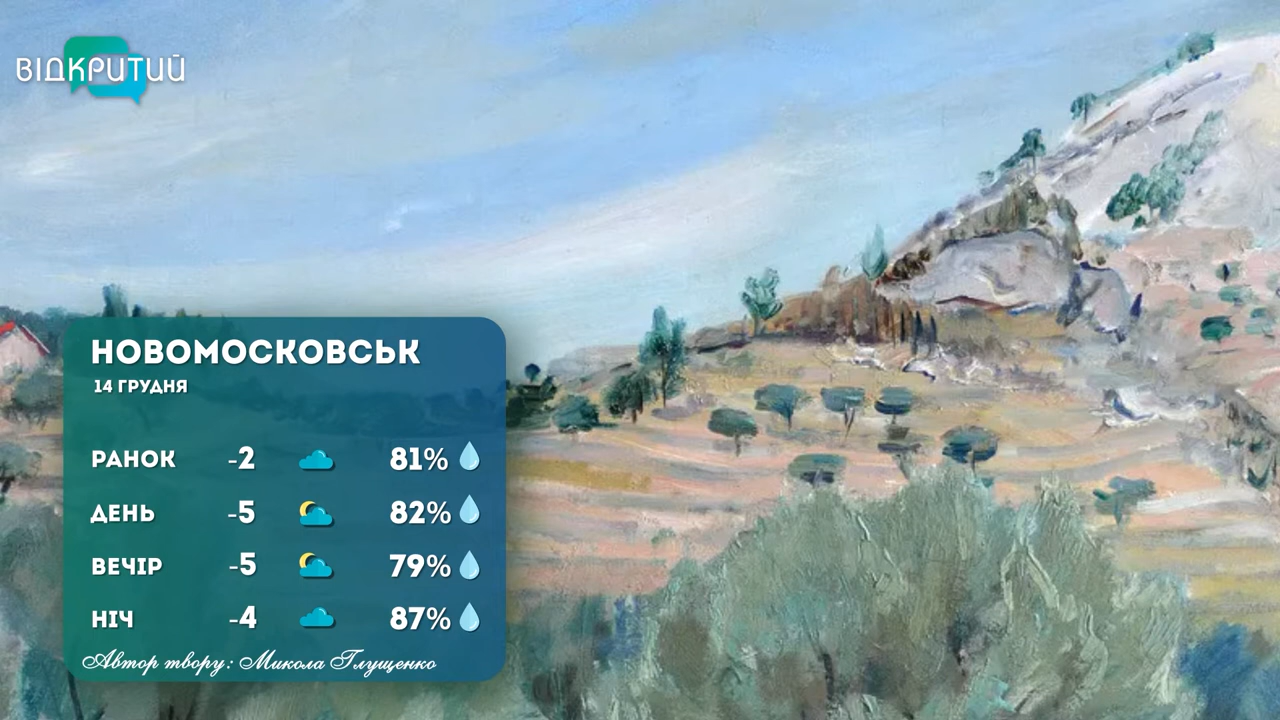 ВІДКРИТИЙ
НОВОМОСКОВСЬК
14 ГРУДНЯ
РАНОК -2 81%
ДЕНЬ -5 82%
ВЕЧІР -5 79%
НІЧ -4 87%
Автор твору: Микола Глущенко